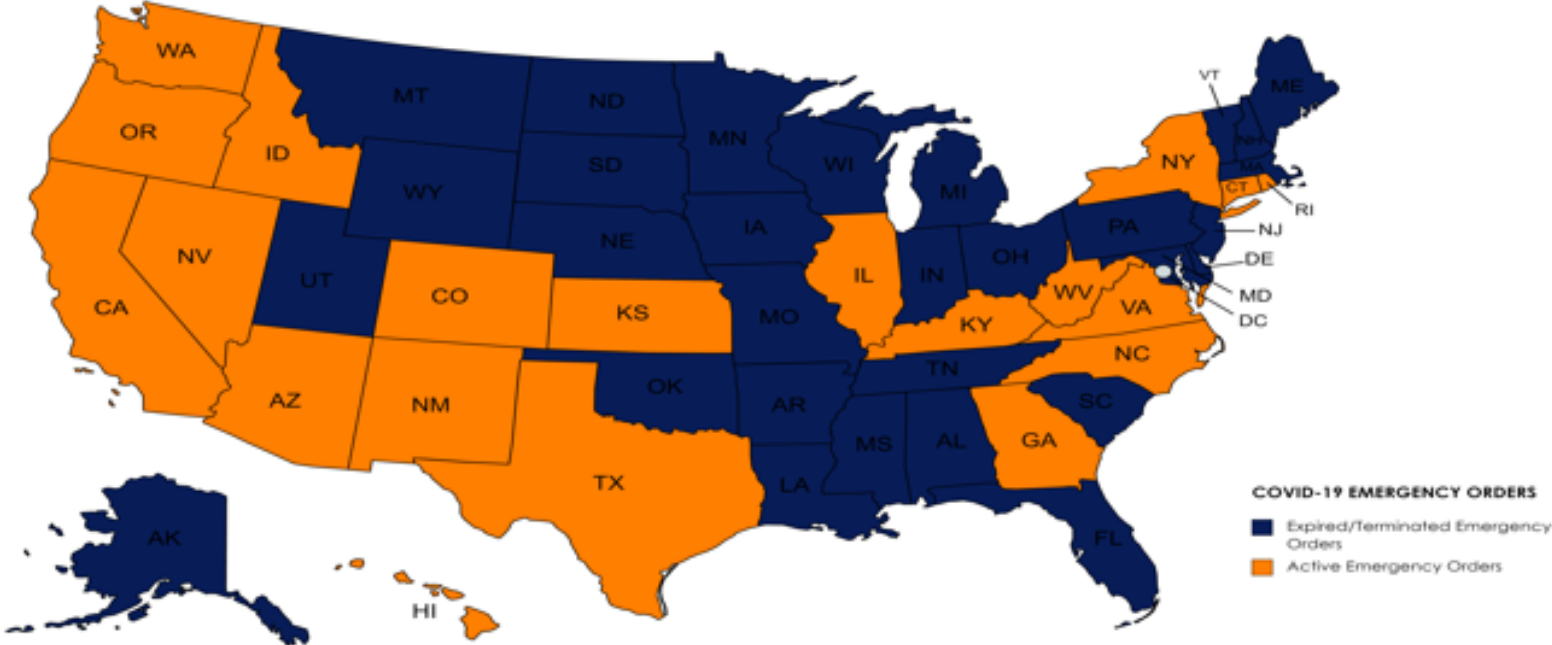 WA
MT
ND
MN
VT
ME
OR
ID
SD
WI
MI
NY
NH
MA
CT
RI
WY
NE
IA
PA
NJ
NV
UT
CO
KS
IL
IN
OH
DE
MD
DC
CA
MO
KY
WV
VA
AZ
NM
OK
AR
TN
NC
SC
TX
LA
MS
AL
GA
FL
AK
HI
COVID-19 EMERGENCY ORDERS
Expired/Terminated Emergency
Orders
Active Emergency Orders